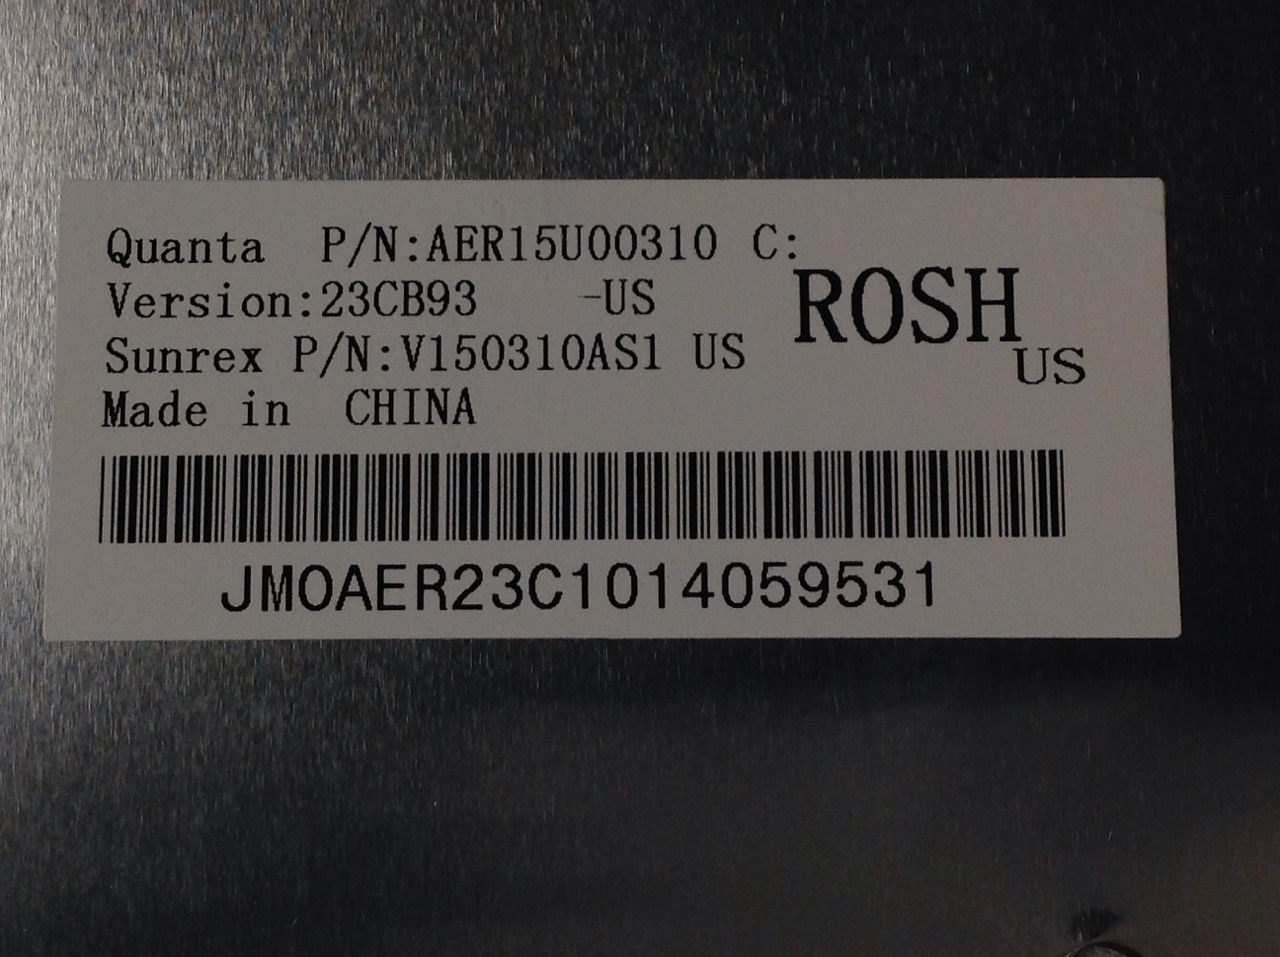 Quanta P/N:AER15U00310 C:
Version:23CB93 -US
ROSH
Sunrex P/N:V150310AS1 US
US
Made in CHINA
JMOAER23C1014059531